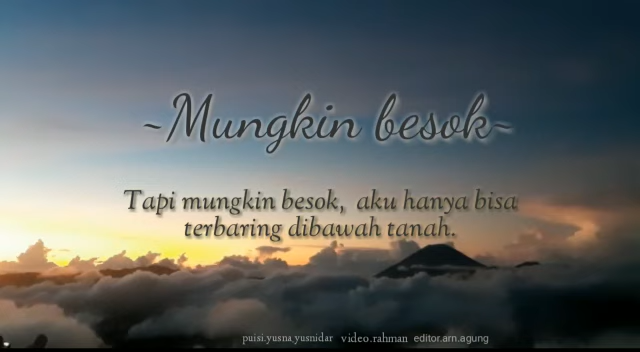 ~Mungkin besok~
Tapi mungkin besok, aku hanya bisa
terbaring dibawah tanah.
puisi.yusna.yusnidar video.rahman editor.arn.agung